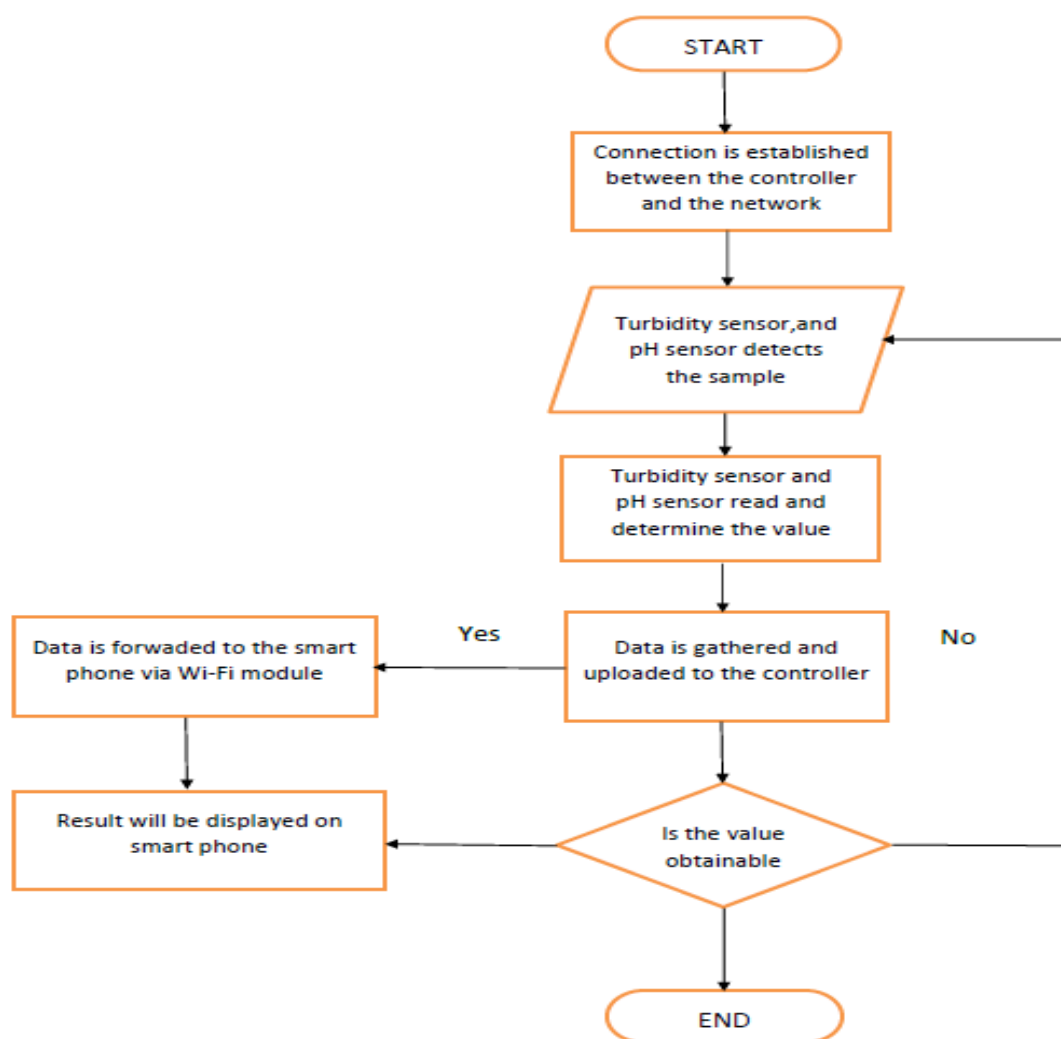 START
Connection is established
between the controller
and the network
Turbidity sensor,and
pH sensor detects
the sample
Turbidity sensor and
pH sensor read and
determine the value
Yes
No
Data is forwaded to the smart
phone via Wi-Fi module
Data is gathered and
uploaded to the controller
Result will be displayed on
smart phone
Is the value
obtainable
END